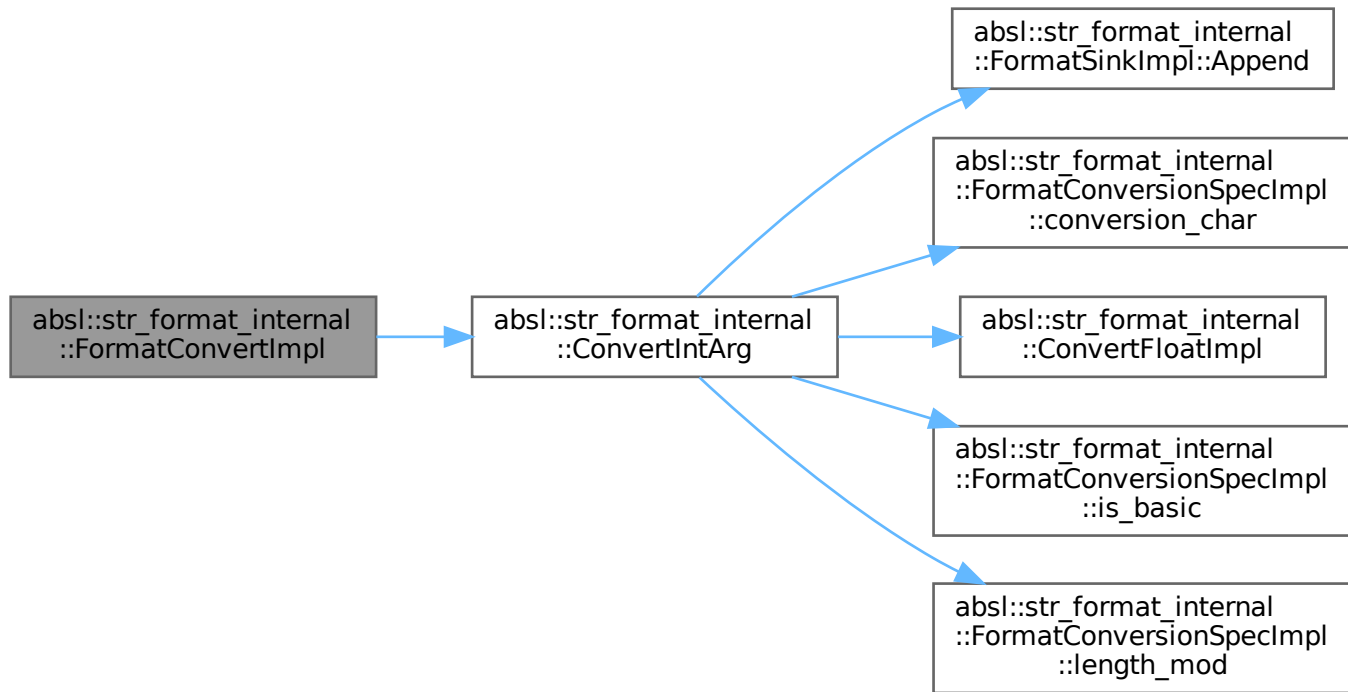 absl::str_format_internal
::FormatConvertImpl
absl::str_format_internal
::ConvertIntArg
absl::str_format_internal
::FormatSinkImpl::Append
absl::str_format_internal
::FormatConversionSpecImpl
::conversion_char
absl::str_format_internal
::ConvertFloatImpl
absl::str_format_internal
::FormatConversionSpecImpl
::is_basic
absl::str_format_internal
::FormatConversionSpecImpl
::length_mod